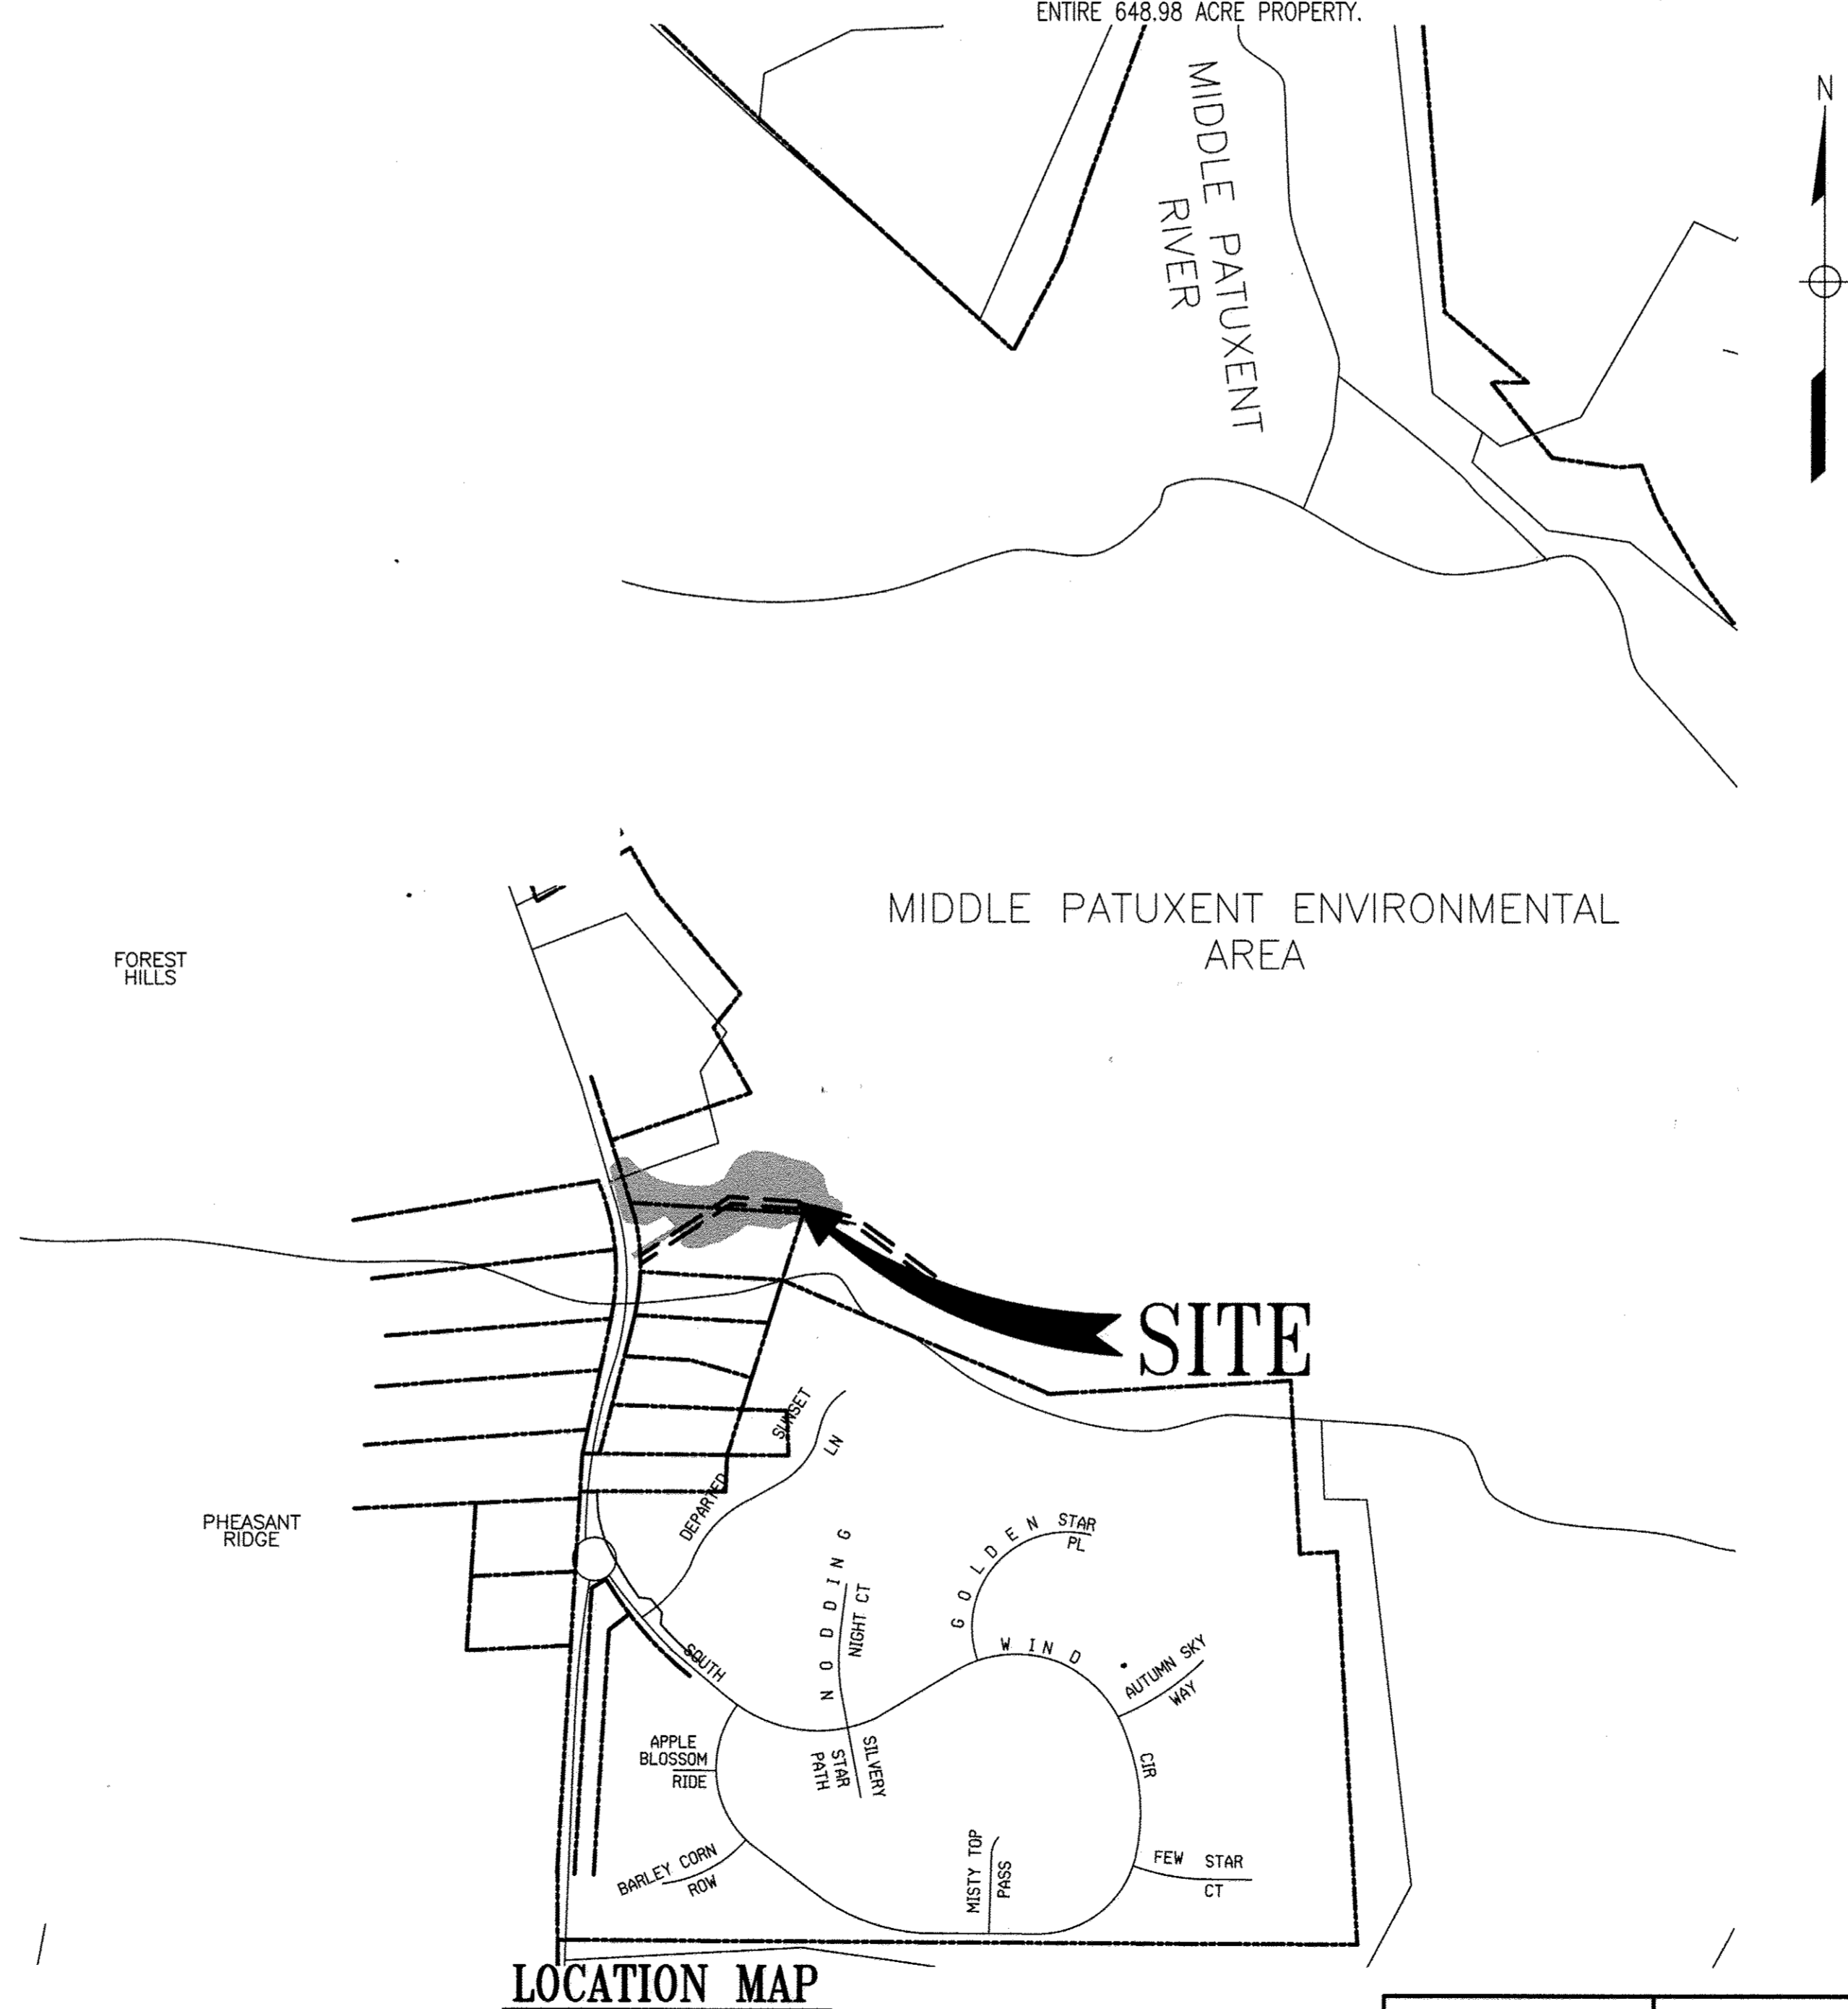 ENTIRE 648.98 ACRE PROPERTY.
N
MIDDLE PATUXENT
RIVER
MIDDLE PATUXENT ENVIRONMENTAL
AREA
FOREST
HILLS
SITE
SUNSET
LN
DEPARTED
PHEASANT
RIDGE
NODDING
NIGHT CT
GOLDEN STAR
PL
SOUTH
WIND
AUTUMN SKY
WAY
APPLE
BLOSSOM
RIDE
SILVERY
STAR
PATH
CIR
BARLEY CORN
ROW
MISTY TOP
PASS
FEW STAR
CT
LOCATION MAP